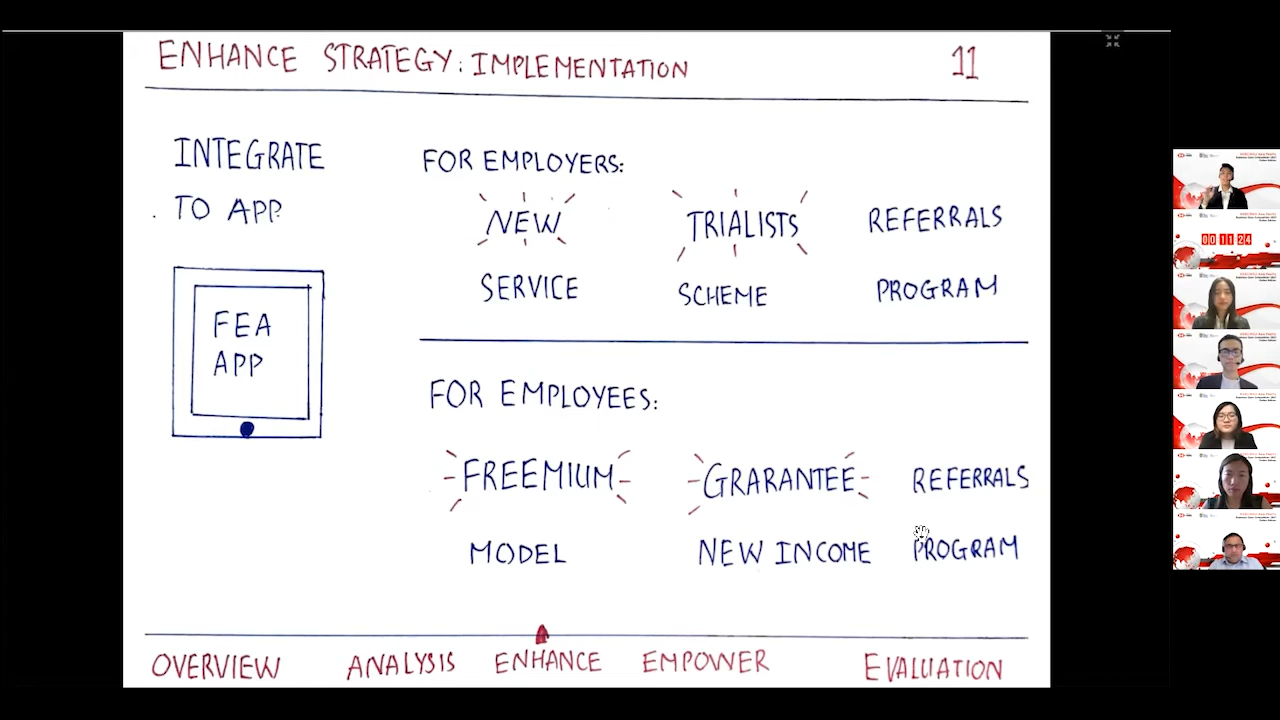 ENHANCE STRATEGY: IMPLEMENTATION 11
INTEGRATE
TO APP
FEA
APP
FOR EMPLOYERS:
NEW TRIALISTS REFERRALS
SERVICE SCHEME PROGRAM
FOR EMPLOYEES:
FREEMIUM GRARANTEE REFERRALS
MODEL NEW INCOME PROGRAM
OVERVIEW ANALYSIS ENHANCE EMPOWER EVALUATION
00 11 24